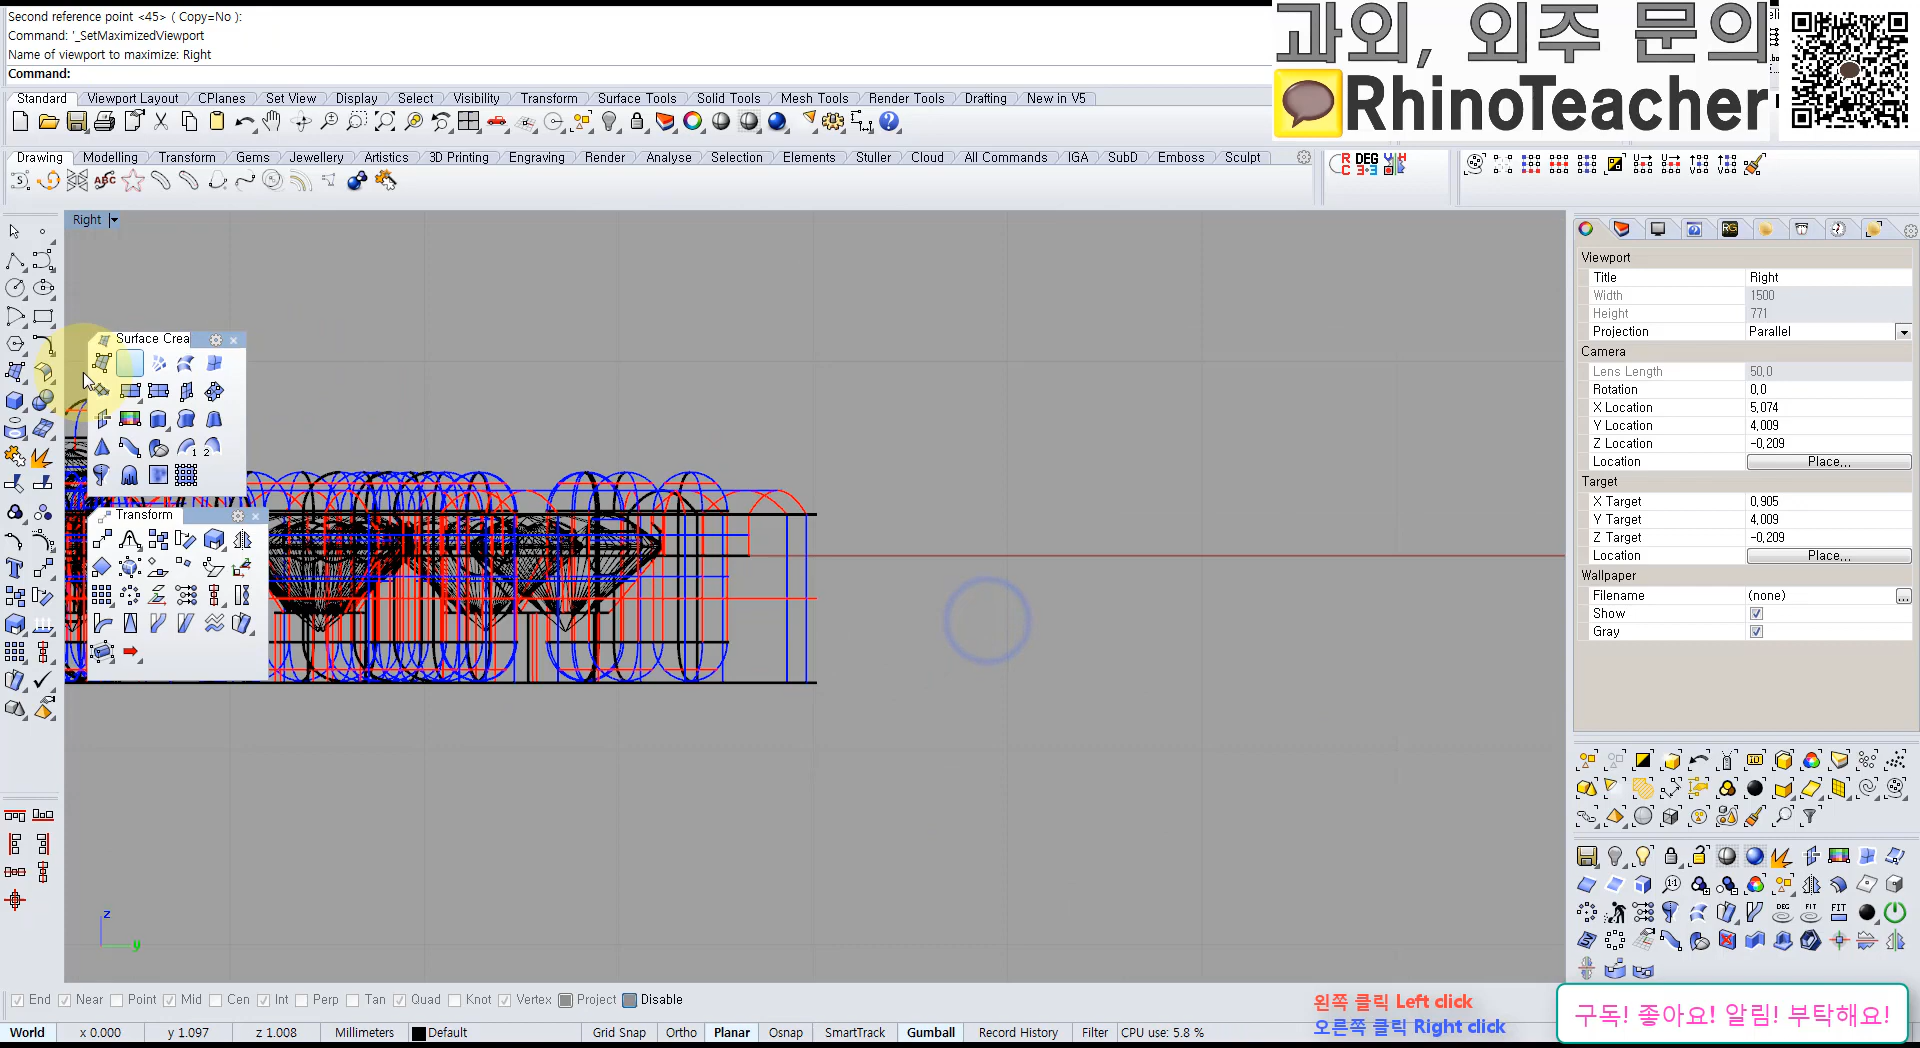 Second reference point <45> ( Copy=No ):
Command: '_SetMaximizedViewport
Name of viewport to maximize: Right
Command:
과외, 외주 문의
RhinoTeacher
Standard Viewport Layout CPlanes Set View Display Select Visibility Transform Surface Tools Solid Tools Mesh Tools Render Tools Drafting New in V5
Drawing Modelling Transform Gems Jewellery Artistics 3D Printing Engraving Render Analyse Selection Elements Stuller Cloud All Commands IGA SubD Emboss Sculpt
Right
Surface Crea
Transform
z
y
Viewport
Title Right
Width 1500
Height 771
Projection Parallel
Camera
Lens Length 50,0
Rotation 0,0
X Location 5,074
Y Location 4,009
Z Location -0,209
Location Place...
Target
X Target 0,905
Y Target 4,009
Z Target -0,209
Location Place...
Wallpaper
Filename (none)
Show
Gray
End Near Point Mid Cen Int Perp Tan Quad Knot Vertex Project Disable
World x 0.000 y 1.097 z 1.008 Millimeters Default Grid Snap Ortho Planar Osnap SmartTrack Gumball Record History Filter CPU use: 5.8 %
왼쪽 클릭 Left click
오른쪽 클릭 Right click
구독! 좋아요! 알림! 부탁해요!